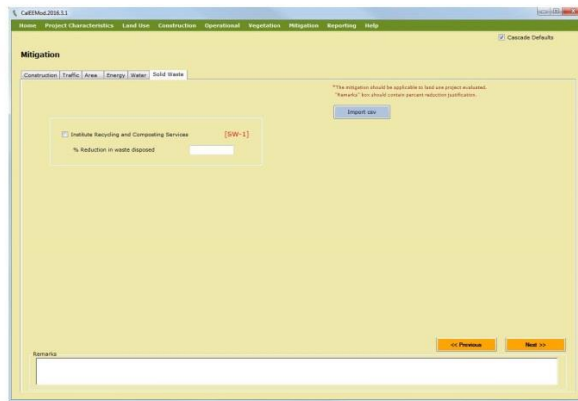 CalEEMod.2016.3.1
Home Project Characteristics Land Use Construction Operational Vegetation Mitigation Reporting Help
Cascade Defaults
Mitigation
Construction Traffic Area Energy Water Solid Waste
*The mitigation should be applicable to land use project evaluated.
"Remarks" box should contain percent reduction justification.
Import csv
Institute Recycling and Composting Services [SW-1]
% Reduction in waste disposed
<< Previous Next >>
Remarks